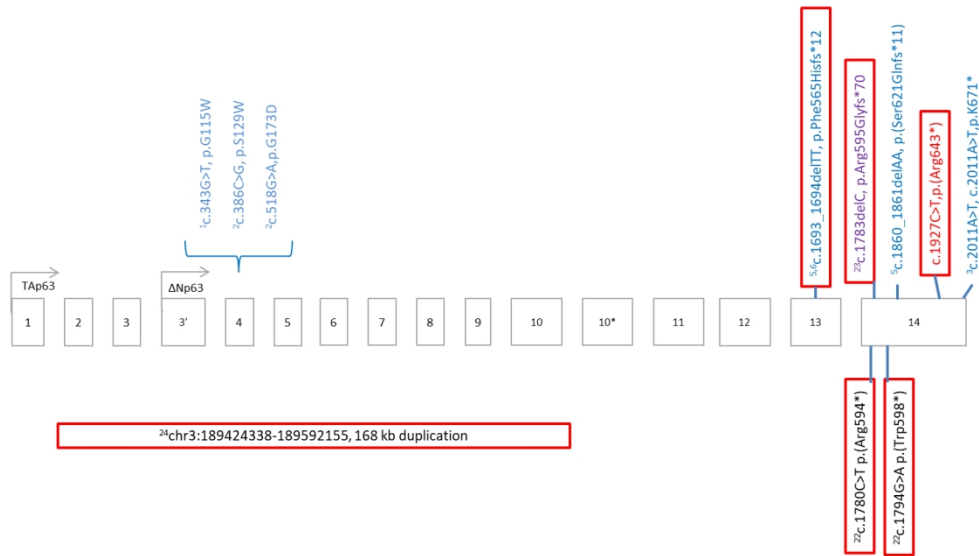 ¹c.343G>T, p.G115W
²c.386C>G, p.S129W
²c.518G>A,p.G173D
⁵,⁶c.1693_1694delTT, p.Phe565Hisfs*12
²³c.1783delC, p.Arg595Glyfs*70
⁵c.1860_1861delAA, p.(Ser621Glnfs*11)
c.1927C>T,p.(Arg643*)
³c.2011A>T, c.2011A>T,p.K671*
TAp63
ΔNp63
1 2 3 3′ 4 5 6 7 8 9 10 10* 11 12 13 14
²⁴chr3:189424338-189592155, 168 kb duplication
²²c.1780C>T p.(Arg594*)
²²c.1794G>A p.(Trp598*)